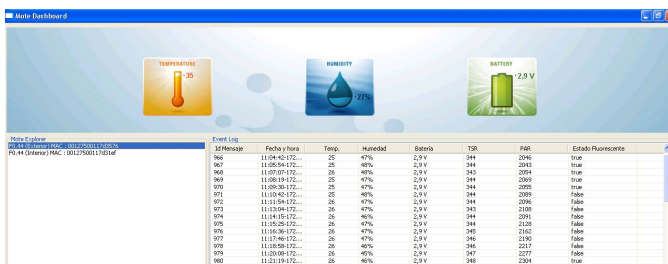 Mote Dashboard
TEMPERATURE
35
HUMIDITY
27%
BATTERY
2,9 V
Mote Explorer
F0.44 (Exterior) MAC : 00127500117d3576
F0.44 (Interior) MAC : 00127500117d31ef
Event Log
Id Mensaje Fecha y hora Temp. Humedad Bateria TSR PAR Estado Fluorescente
966 11:04:42-172... 25 47% 2,9 V 344 2046 true
967 11:05:54-172... 25 48% 2,9 V 344 2043 true
968 11:07:07-172... 26 48% 2,9 V 343 2054 true
969 11:08:19-172... 25 47% 2,9 V 344 2069 true
970 11:09:30-172... 25 47% 2,9 V 344 2055 true
971 11:10:42-172... 26 48% 2,9 V 344 2089 false
972 11:11:54-172... 26 47% 2,9 V 344 2096 false
973 11:13:04-172... 26 47% 2,9 V 343 2108 false
974 11:14:15-172... 26 46% 2,9 V 344 2091 false
975 11:15:25-172... 26 47% 2,9 V 344 2128 false
976 11:16:36-172... 26 47% 2,9 V 345 2162 false
977 11:17:46-172... 26 47% 2,9 V 346 2190 false
978 11:18:58-172... 26 46% 2,9 V 346 2217 false
979 11:20:08-172... 26 45% 2,9 V 347 2277 false
980 11:21:19-172... 26 46% 2,9 V 348 2304 true